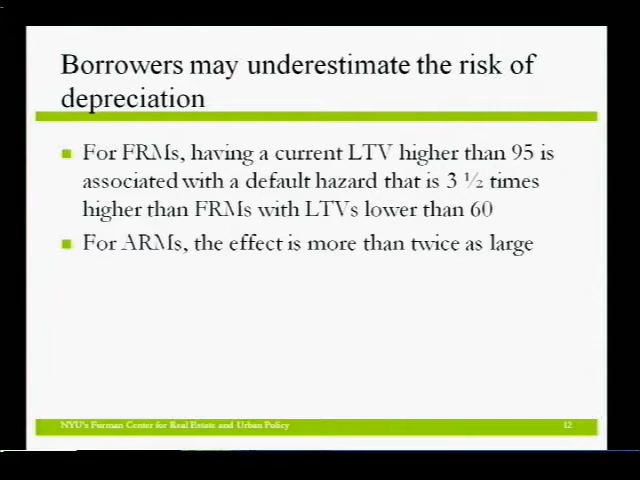 Borrowers may underestimate the risk of
depreciation
For FRMs, having a current LTV higher than 95 is
associated with a default hazard that is 3 ½ times
higher than FRMs with LTVs lower than 60
For ARMs, the effect is more than twice as large
NYU's Furman Center for Real Estate and Urban Policy
12